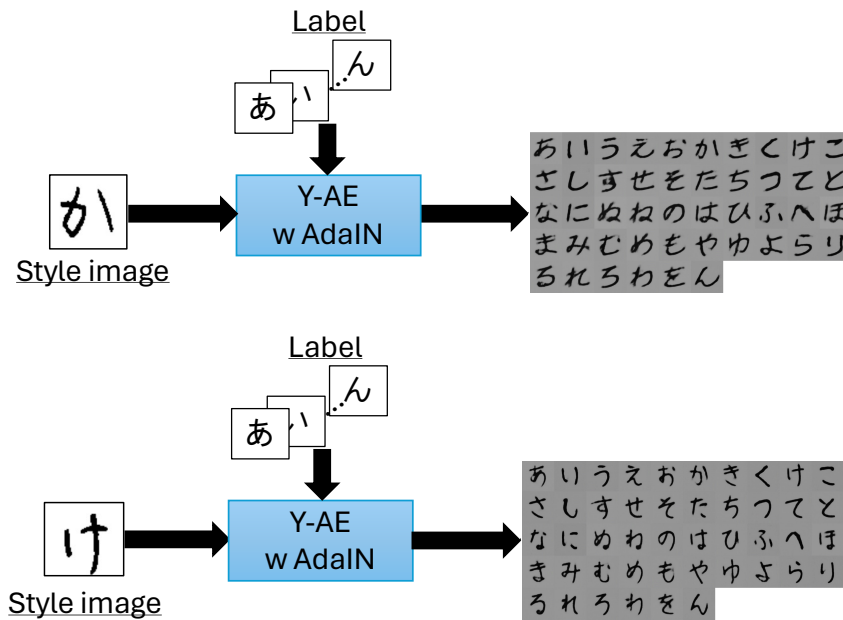 Label
あ
い
ん
か
Style image
Y-AE
w AdaIN
あいうえおかきくけこ
さしすせそたちつてと
なにぬねのはひふへほ
まみむめもやゆよらり
るれろわをん
Label
あ
い
ん
け
Style image
Y-AE
w AdaIN
あいうえおかきくけこ
さしすせそたちつてと
なにぬねのはひふへほ
まみむめもやゆよらり
るれろわをん